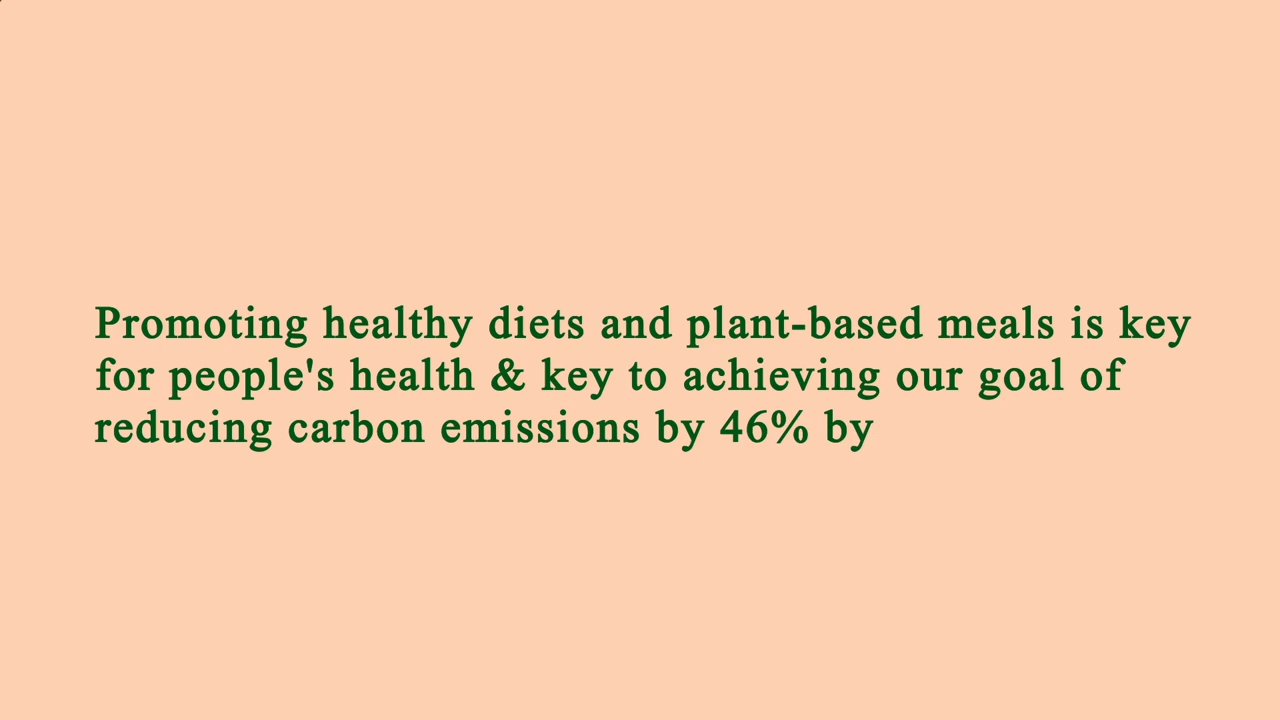 Promoting healthy diets and plant-based meals is key
for people's health & key to achieving our goal of
reducing carbon emissions by 46% by